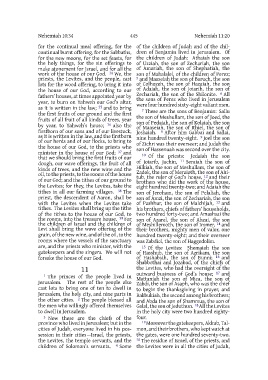 Nehemiah 10:34
445
Nehemiah 11:20
for the continual meal offering, for the
continual burnt offering, for the Sabbaths,
for the new moons, for the set feasts, for
the holy things, for the sin offerings to
make atonement for Israel, and for all the
work of the house of our God. 34 We, the
priests, the Levites, and the people, cast
lots for the wood offering, to bring it into
the house of our God, according to our
fathers' houses, at times appointed year by
year, to burn on Yahweh our God's altar,
as it is written in the law; 35 and to bring
the first fruits of our ground and the first
fruits of all fruit of all kinds of trees, year
by year, to Yahweh's house; 36 also the
firstborn of our sons and of our livestock,
as it is written in the law, and the firstborn
of our herds and of our flocks, to bring to
the house of our God, to the priests who
minister in the house of our God; 37 and
that we should bring the first fruits of our
dough, our wave offerings, the fruit of all
kinds of trees, and the new wine and the
oil, to the priests, to the rooms of the house
of our God; and the tithes of our ground to
the Levites; for they, the Levites, take the
tithes in all our farming villages. 38 The
priest, the descendent of Aaron, shall be
with the Levites when the Levites take
tithes. The Levites shall bring up the tithe
of the tithes to the house of our God, to
the rooms, into the treasure house. 39 For
the children of Israel and the children of
Levi shall bring the wave offering of the
grain, of the new wine, and of the oil, to the
rooms where the vessels of the sanctuary
are, and the priests who minister, with the
gatekeepers and the singers. We will not
forsake the house of our God.
11
1 The princes of the people lived in
Jerusalem. The rest of the people also
cast lots to bring one of ten to dwell in
Jerusalem, the holy city, and nine parts in
the other cities. 2 The people blessed all
the men who willingly offered themselves
to dwell in Jerusalem.
3 Now these are the chiefs of the
province who lived in Jerusalem; but in the
cities of Judah, everyone lived in his pos-
session in their cities—Israel, the priests,
the Levites, the temple servants, and the
children of Solomon's servants. 4 Some
of the children of Judah and of the chil-
dren of Benjamin lived in Jerusalem. Of
the children of Judah: Athaiah the son
of Uzziah, the son of Zechariah, the son
of Amariah, the son of Shephatiah, the
son of Mahalalel, of the children of Perez;
5 and Maaseiah the son of Baruch, the son
of Colhozeh, the son of Hazaiah, the son
of Adaiah, the son of Joiarib, the son of
Zechariah, the son of the Shilonite. 6 All
the sons of Perez who lived in Jerusalem
were four hundred sixty-eight valiant men.
7 These are the sons of Benjamin: Sallu
the son of Meshullam, the son of Joed, the
son of Pedaiah, the son of Kolaiah, the son
of Maaseiah, the son of Ithiel, the son of
Jeshaiah. 8 After him Gabbai and Sallai,
nine hundred twenty-eight. 9 Joel the son
of Zichri was their overseer; and Judah the
son of Hassenuah was second over the city.
10 Of the priests: Jedaiah the son
of Joiarib, Jachin, 11 Seraiah the son of
Hilkiah, the son of Meshullam, the son of
Zadok, the son of Meraioth, the son of Ahi-
tub, the ruler of God's house, 12 and their
brothers who did the work of the house,
eight hundred twenty-two; and Adaiah the
son of Jeroham, the son of Pelaliah, the
son of Amzi, the son of Zechariah, the son
of Pashhur, the son of Malchijah, 13 and
his brothers, chiefs of fathers' households,
two hundred forty-two; and Amashsai the
son of Azarel, the son of Ahzai, the son
of Meshillemoth, the son of Immer, 14 and
their brothers, mighty men of valor, one
hundred twenty-eight; and their overseer
was Zabdiel, the son of Haggedolim.
15 Of the Levites: Shemaiah the son
of Hasshub, the son of Azrikam, the son
of Hashabiah, the son of Bunni; 16 and
Shabbethai and Jozabad, of the chiefs of
the Levites, who had the oversight of the
outward business of God's house; 17 and
Mattaniah the son of Mica, the son of
Zabdi, the son of Asaph, who was the chief
to begin the thanksgiving in prayer, and
Bakbukiah, the second among his brothers;
and Abda the son of Shammua, the son of
Galal, the son of Jeduthun. 18 All the Levites
in the holy city were two hundred eighty-
four.
19 Moreover the gatekeepers, Akkub, Tal-
mon, and their brothers, who kept watch at
the gates, were one hundred seventy-two.
20 The residue of Israel, of the priests, and
the Levites were in all the cities of Judah,